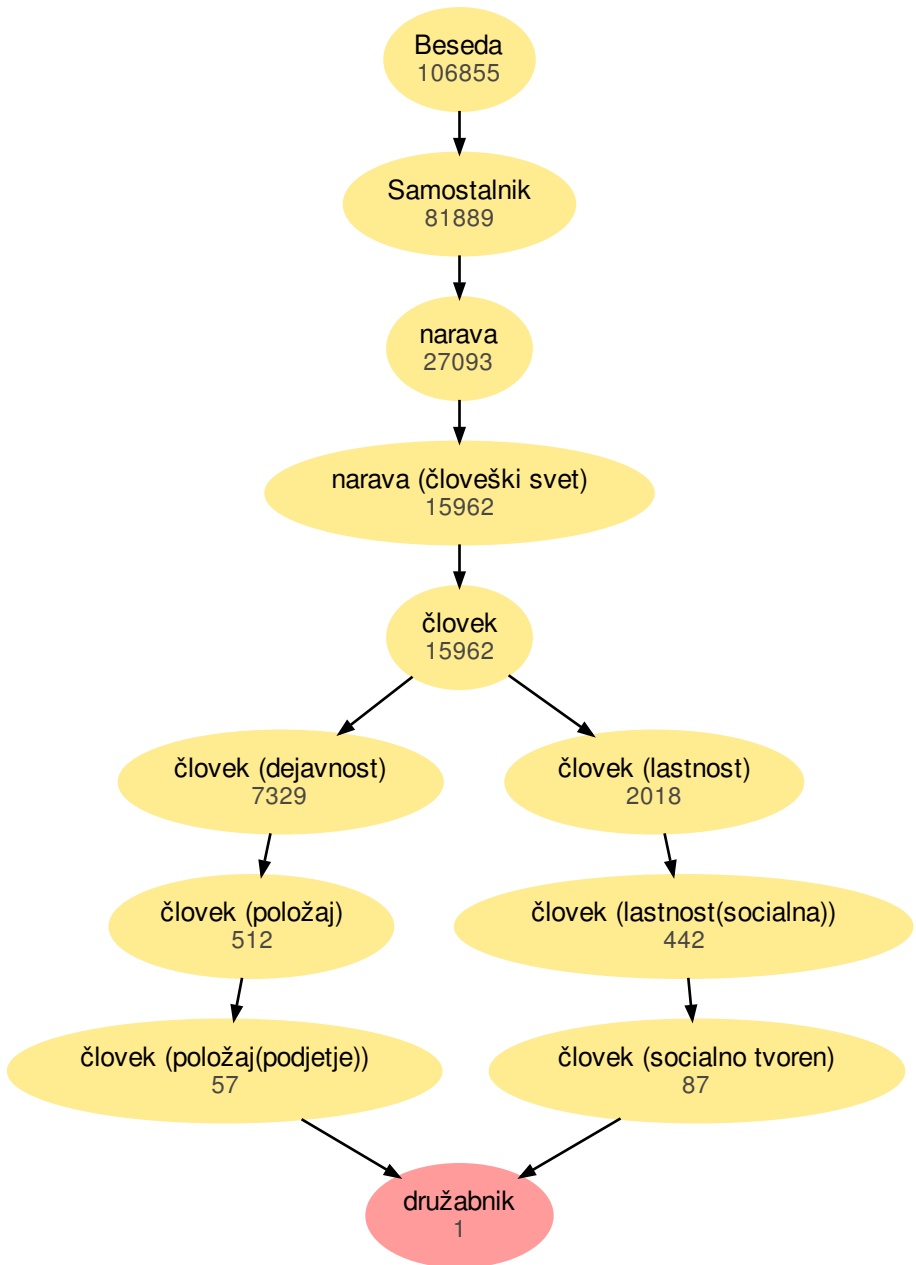 Beseda
106855
Samostalnik
81889
narava
27093
narava (človeški svet)
15962
človek
15962
človek (dejavnost)
7329
človek (lastnost)
2018
človek (položaj)
512
človek (lastnost(socialna))
442
človek (položaj(podjetje))
57
človek (socialno tvoren)
87
družabnik
1